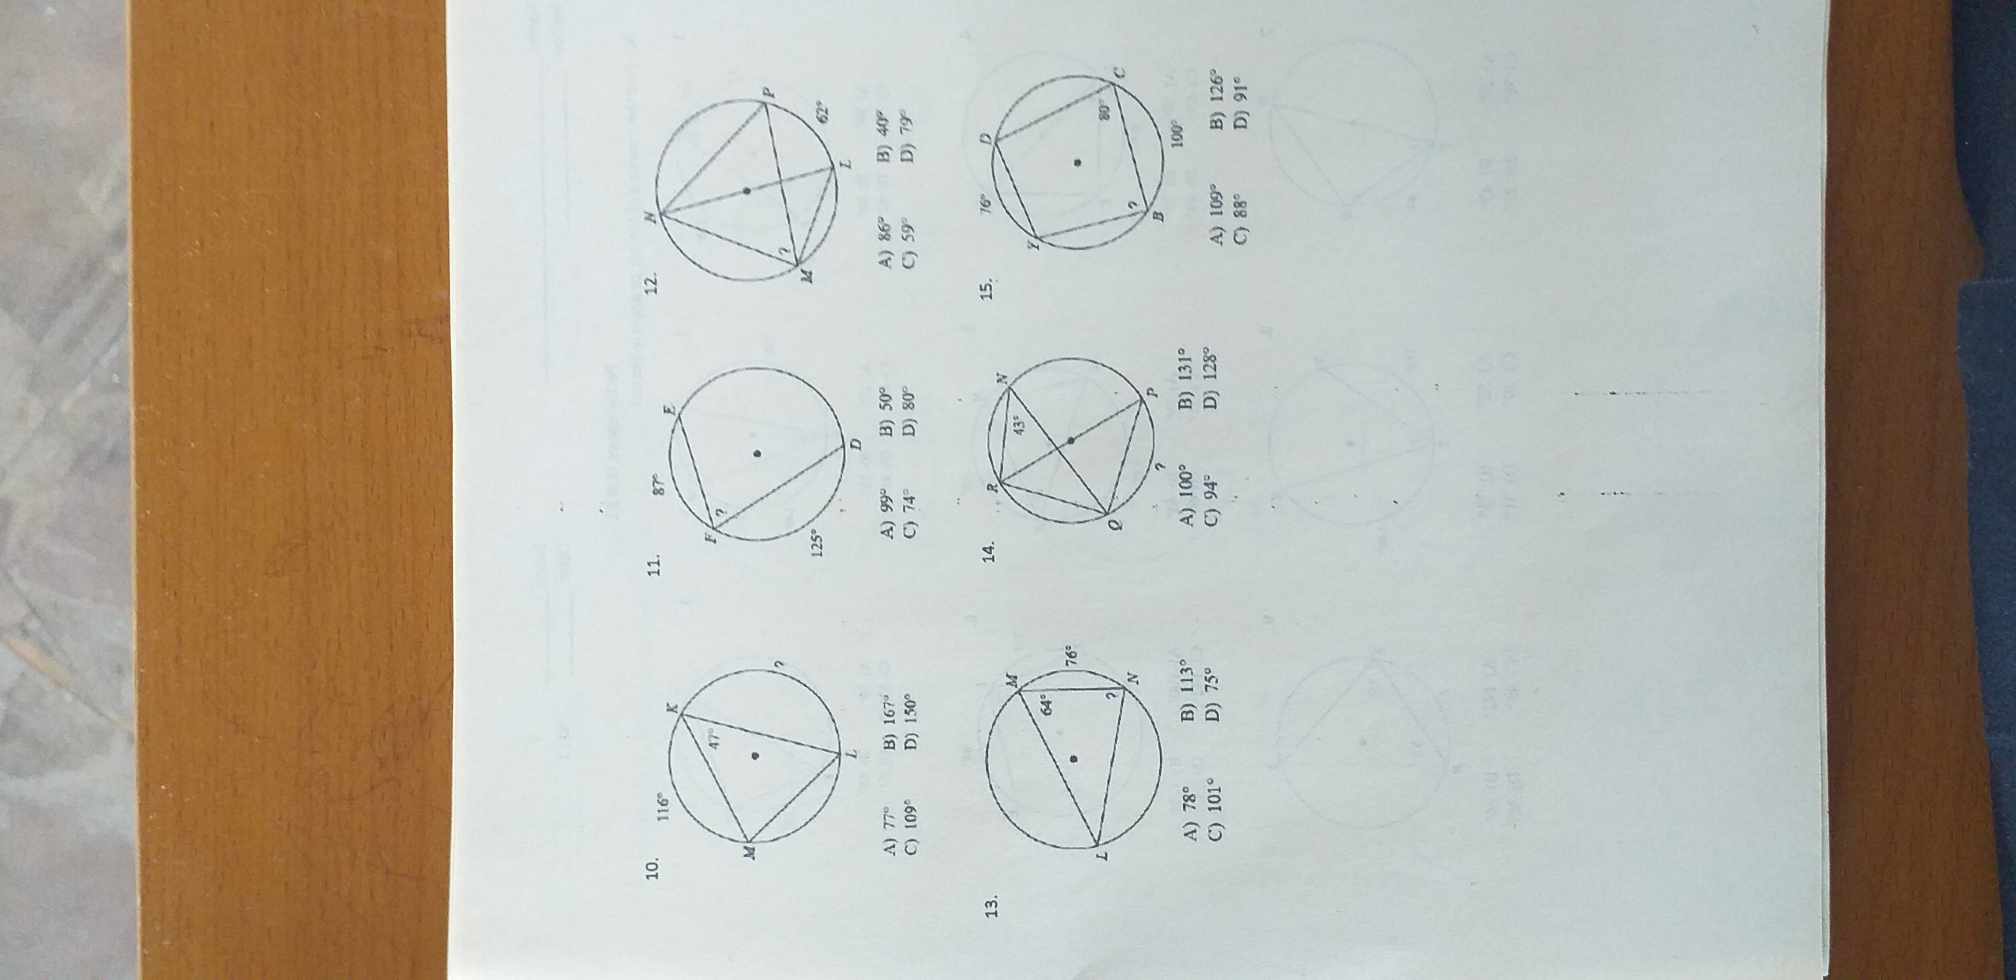 10.
116°
K
47°
M
?
L
A) 77° B) 167°
C) 109° D) 150°
11.
87°
E
F
?
125°
D
A) 99° B) 50°
C) 74° D) 80°
12.
N
P
?
M
62°
L
A) 86° B) 40°
C) 59° D) 79°
13.
M
64°
76°
?
N
L
A) 78° B) 113°
C) 101° D) 75°
14.
R
N
43°
Q
P
?
A) 100° B) 131°
C) 94° D) 128°
15.
76°
D
Y
80°
C
?
B
100°
A) 109° B) 126°
C) 88° D) 91°